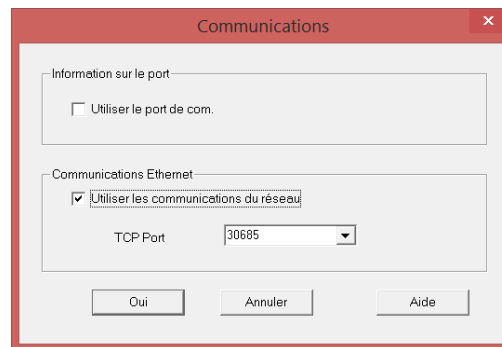 Communications
Information sur le port
Utiliser le port de com.
Communications Ethernet
Utiliser les communications du réseau
TCP Port 30685
Oui Annuler Aide